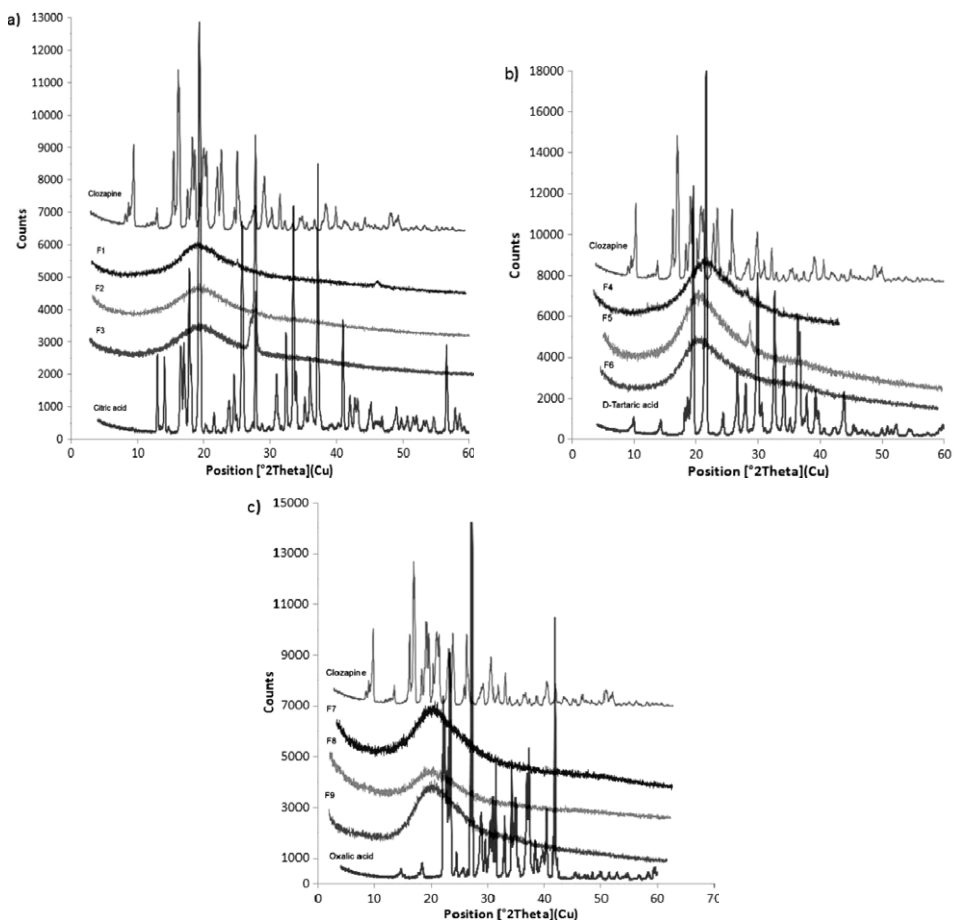 a)
13000
12000
11000
10000
9000
8000
7000
6000
5000
4000
3000
2000
1000
0
Counts
Clozapine
F1
F2
F3
Citric acid
0 10 20 30 40 50 60
Position [°2Theta](Cu)
b)
18000
16000
14000
12000
10000
8000
6000
4000
2000
0
Counts
Clozapine
F4
F5
F6
D-Tartaric acid
0 10 20 30 40 50 60
Position [°2Theta](Cu)
c)
15000
13000
11000
9000
7000
5000
3000
1000
Counts
Clozapine
F7
F8
F9
Oxalic acid
0 10 20 30 40 50 60 70
Position [°2Theta](Cu)